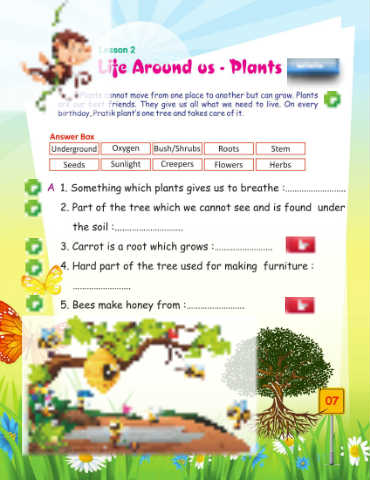 Lesson 2
Life Around us - Plants
Plants cannot move from one place to another but can grow. Plants
are our best friends. They give us all what we need to live. On every
birthday, Pratik plant's one tree and takes care of it.
Answer Box
Underground Oxygen Bush/Shrubs Roots Stem
Seeds Sunlight Creepers Flowers Herbs
A 1. Something which plants gives us to breathe :........................
2. Part of the tree which we cannot see and is found under
the soil :...........................
3. Carrot is a root which grows :.......................
4. Hard part of the tree used for making furniture :
.......................
5. Bees make honey from :.......................
07